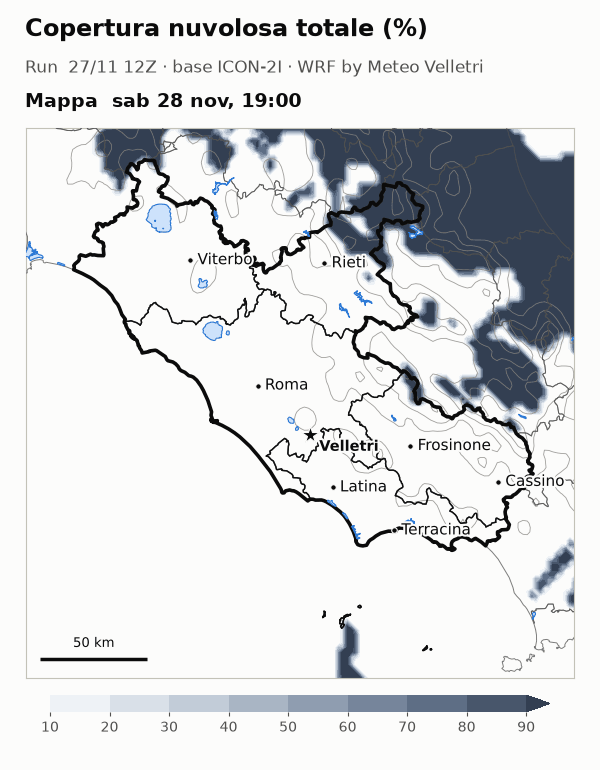 Copertura nuvolosa totale (%)
Run  27/11 12Z · base ICON-2I · WRF by Meteo Velletri
Mappa  sab 28 nov, 19:00
Viterbo
Rieti
Roma
Velletri
Frosinone
Cassino
Latina
Terracina
50 km
10 20 30 40 50 60 70 80 90